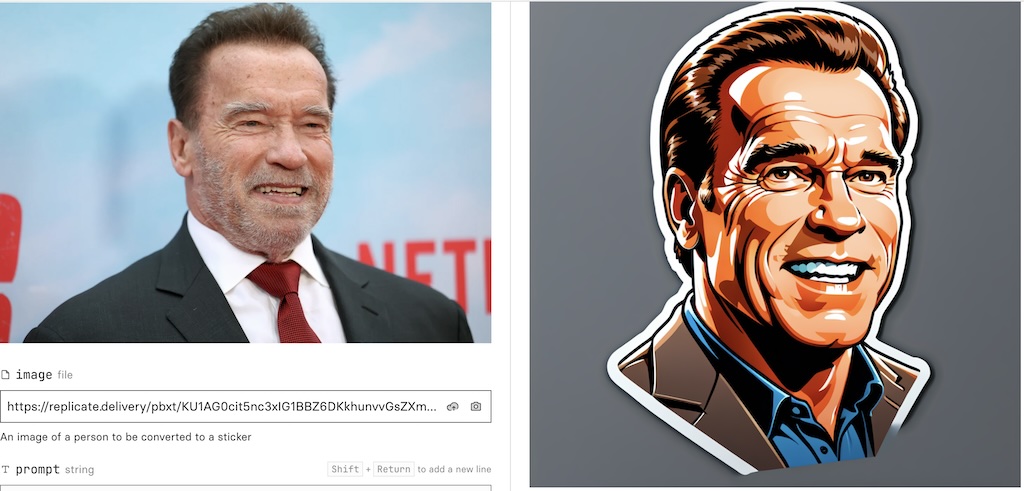 NET
image file
https://replicate.delivery/pbxt/KU1AG0cit5nc3xIG1BBZ6DKkhunvvGsZXm...
An image of a person to be converted to a sticker
T prompt string
Shift + Return to add a new line